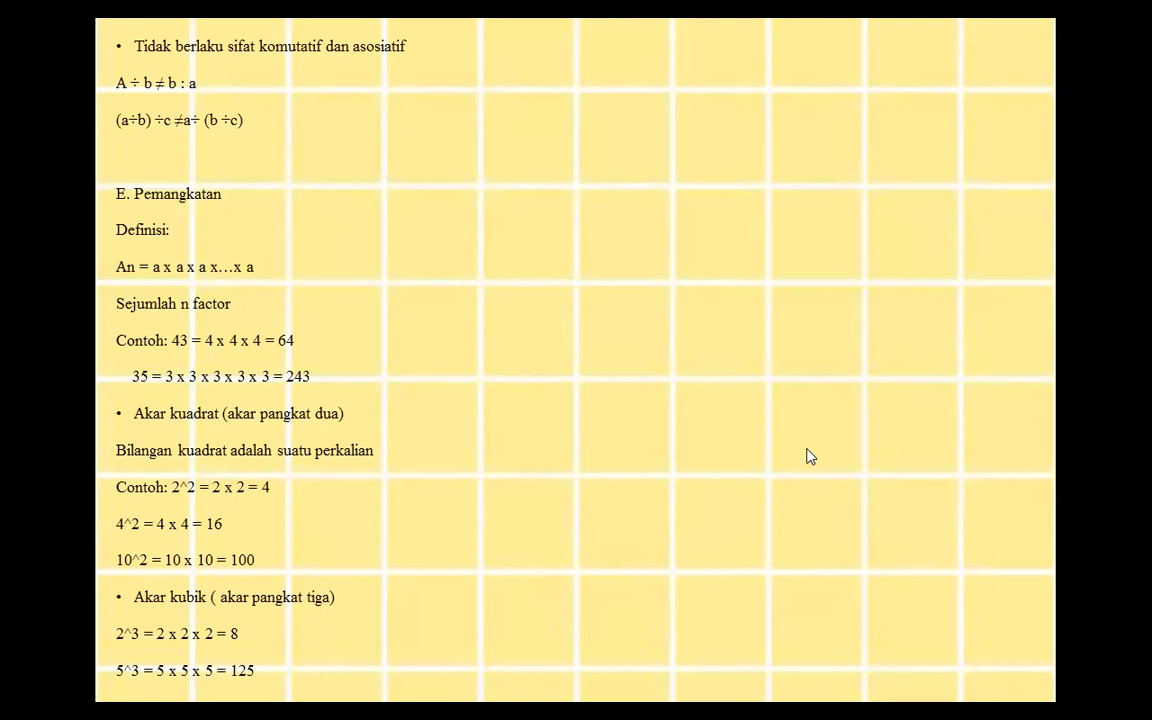 • Tidak berlaku sifat komutatif dan asosiatif
A ÷ b ≠ b : a
(a÷b) ÷c ≠a÷ (b ÷c)
E. Pemangkatan
Definisi:
An = a x a x a x…x a
Sejumlah n factor
Contoh: 43 = 4 x 4 x 4 = 64
35 = 3 x 3 x 3 x 3 x 3 = 243
• Akar kuadrat (akar pangkat dua)
Bilangan kuadrat adalah suatu perkalian
Contoh: 2^2 = 2 x 2 = 4
4^2 = 4 x 4 = 16
10^2 = 10 x 10 = 100
• Akar kubik ( akar pangkat tiga)
2^3 = 2 x 2 x 2 = 8
5^3 = 5 x 5 x 5 = 125